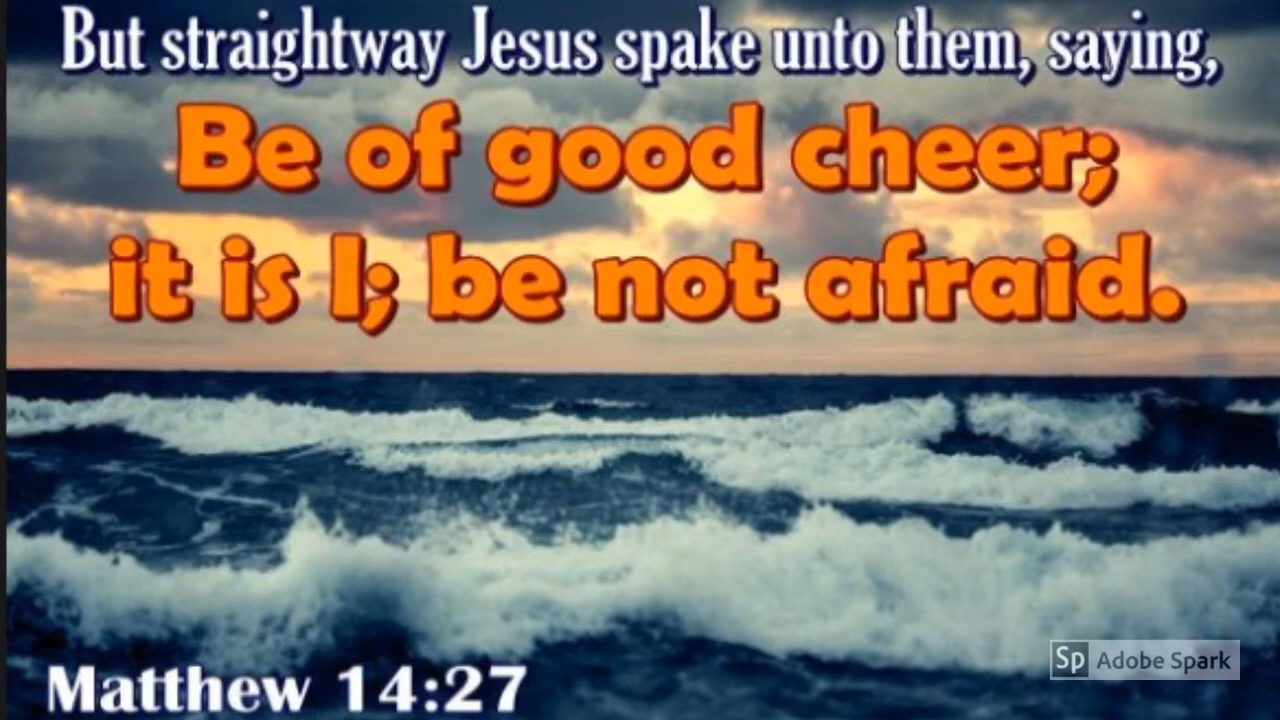 But straightway Jesus spake unto them, saying,
Be of good cheer;
it is I; be not afraid.
Matthew 14:27
Sp Adobe Spark